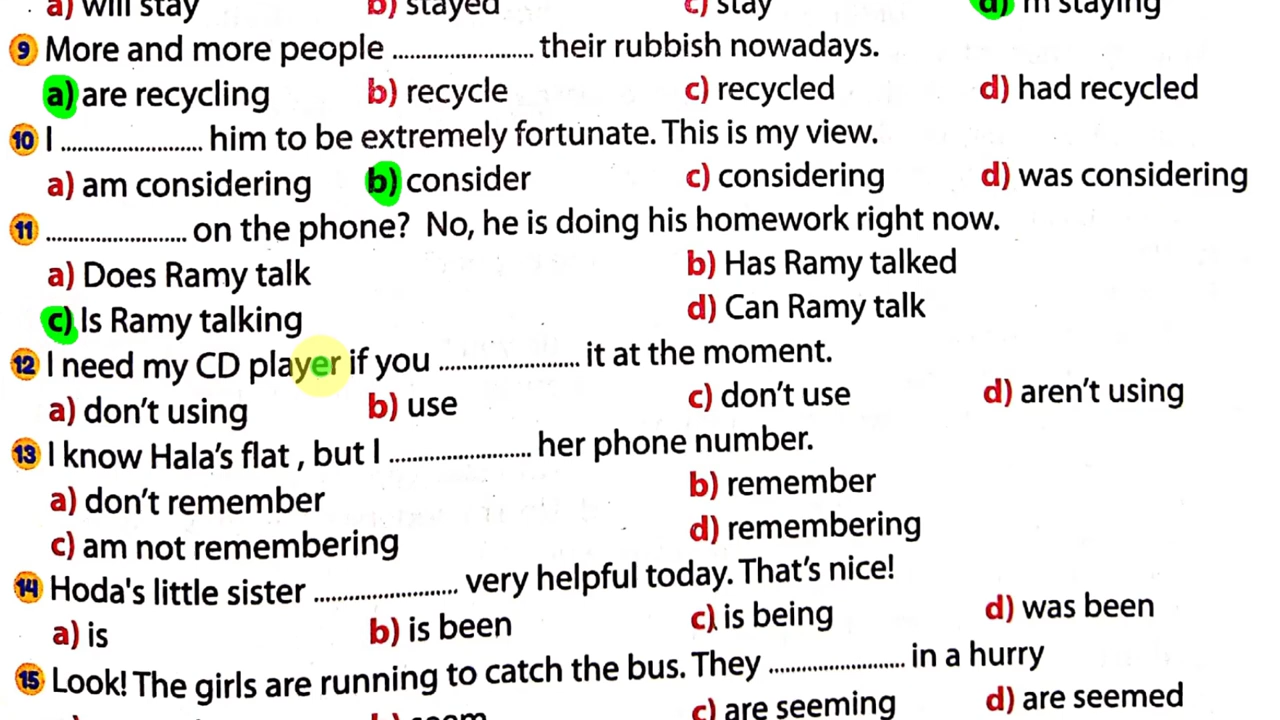 a) will stay b) stayed c) stay d) 'm staying
9 More and more people ........................ their rubbish nowadays.
a) are recycling b) recycle c) recycled d) had recycled
10 I ........................ him to be extremely fortunate. This is my view.
a) am considering b) consider c) considering d) was considering
11 ........................ on the phone? No, he is doing his homework right now.
a) Does Ramy talk b) Has Ramy talked
c) Is Ramy talking d) Can Ramy talk
12 I need my CD player if you ........................ it at the moment.
a) don't using b) use c) don't use d) aren't using
13 I know Hala's flat , but I ........................ her phone number.
a) don't remember b) remember
c) am not remembering d) remembering
14 Hoda's little sister ........................ very helpful today. That's nice!
a) is b) is been c) is being d) was been
15 Look! The girls are running to catch the bus. They ........................ in a hurry
seem c) are seeming d) are seemed